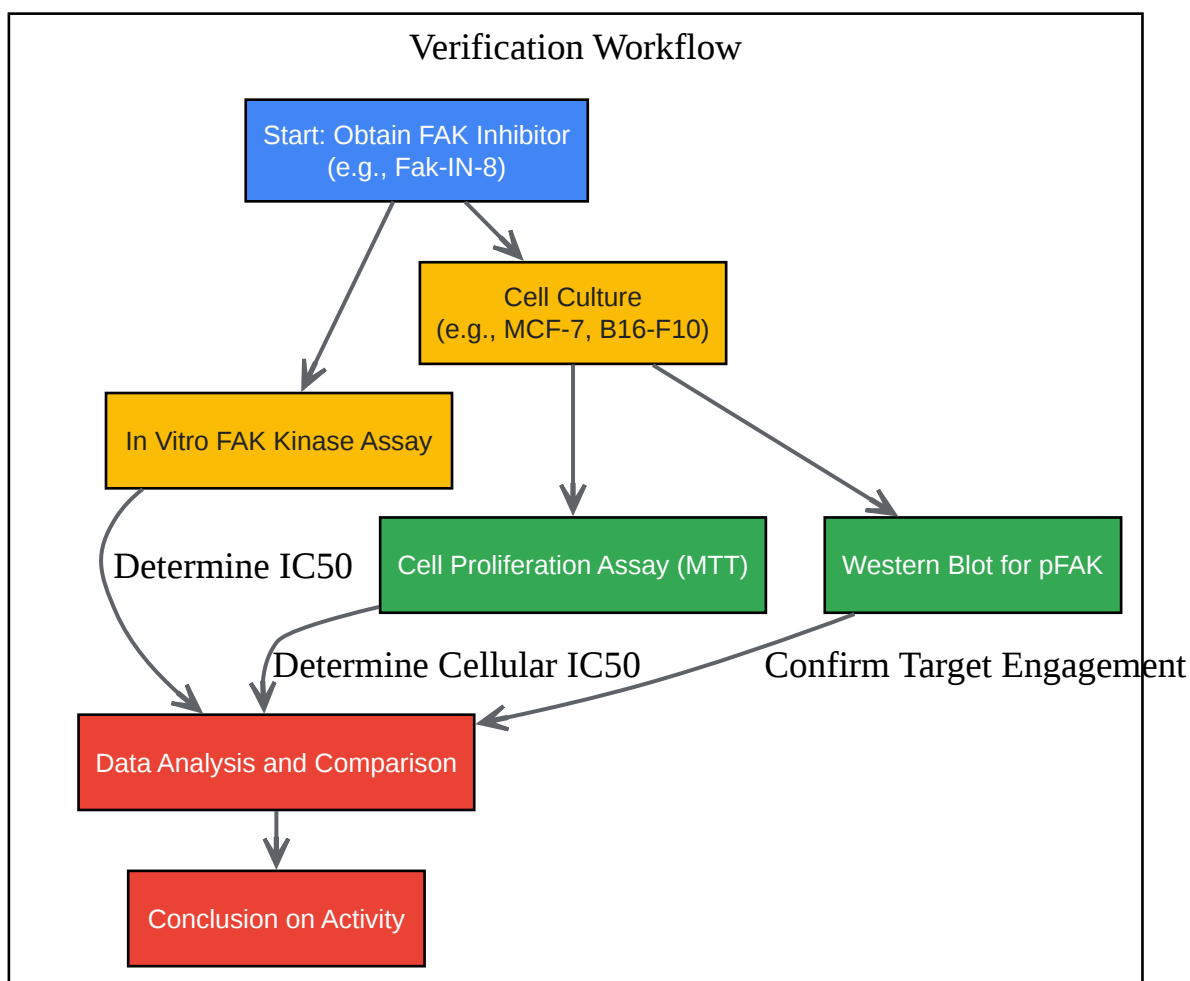 Verification Workflow
Start: Obtain FAK Inhibitor
(e.g., Fak-IN-8)
Cell Culture
(e.g., MCF-7, B16-F10)
In Vitro FAK Kinase Assay
Determine IC50
Cell Proliferation Assay (MTT)
Western Blot for pFAK
Determine Cellular IC50
Confirm Target Engagement
Data Analysis and Comparison
Conclusion on Activity